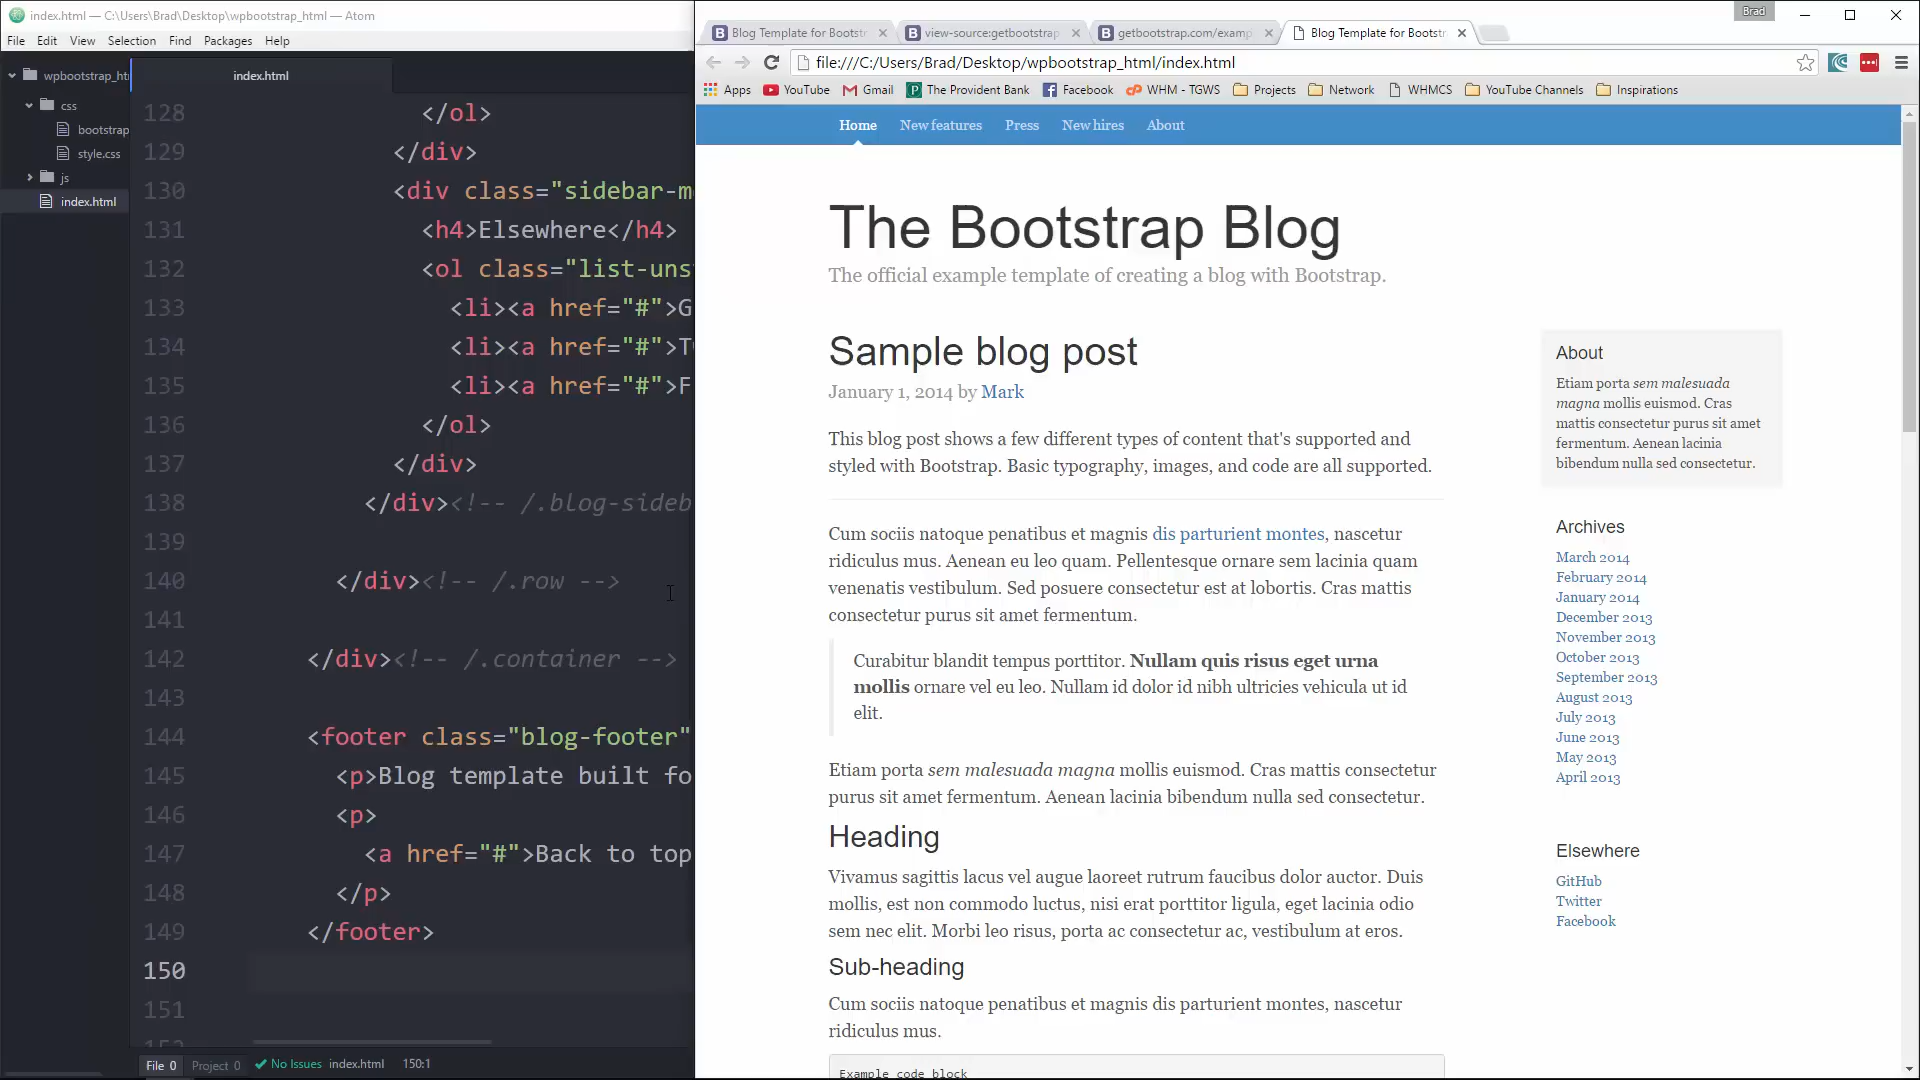 index.html — C:\Users\Brad\Desktop\wpbootstrap_html — Atom
File Edit View Selection Find Packages Help
wpbootstrap_ht
css
bootstrap
style.css
js
index.html
index.html
128 </ol>
129 </div>
130 <div class="sidebar-m
131 <h4>Elsewhere</h4>
132 <ol class="list-uns
133 <li><a href="#">G
134 <li><a href="#">T
135 <li><a href="#">F
136 </ol>
137 </div>
138 </div><!-- /.blog-sideb
139
140 </div><!-- /.row -->
141
142 </div><!-- /.container -->
143
144 <footer class="blog-footer"
145 <p>Blog template built fo
146 <p>
147 <a href="#">Back to top
148 </p>
149 </footer>
150
151
File 0 Project 0 No Issues index.html 150:1
Brad
Blog Template for Bootstr
view-source:getbootstrap
getbootstrap.com/examp
Blog Template for Bootstr
file:///C:/Users/Brad/Desktop/wpbootstrap_html/index.html
Apps YouTube Gmail The Provident Bank Facebook WHM - TGWS Projects Network WHMCS YouTube Channels Inspirations
Home New features Press New hires About
The Bootstrap Blog
The official example template of creating a blog with Bootstrap.
Sample blog post
January 1, 2014 by Mark
This blog post shows a few different types of content that's supported and
styled with Bootstrap. Basic typography, images, and code are all supported.
Cum sociis natoque penatibus et magnis dis parturient montes, nascetur
ridiculus mus. Aenean eu leo quam. Pellentesque ornare sem lacinia quam
venenatis vestibulum. Sed posuere consectetur est at lobortis. Cras mattis
consectetur purus sit amet fermentum.
Curabitur blandit tempus porttitor. Nullam quis risus eget urna
mollis ornare vel eu leo. Nullam id dolor id nibh ultricies vehicula ut id
elit.
Etiam porta sem malesuada magna mollis euismod. Cras mattis consectetur
purus sit amet fermentum. Aenean lacinia bibendum nulla sed consectetur.
Heading
Vivamus sagittis lacus vel augue laoreet rutrum faucibus dolor auctor. Duis
mollis, est non commodo luctus, nisi erat porttitor ligula, eget lacinia odio
sem nec elit. Morbi leo risus, porta ac consectetur ac, vestibulum at eros.
Sub-heading
Cum sociis natoque penatibus et magnis dis parturient montes, nascetur
ridiculus mus.
Example code block
About
Etiam porta sem malesuada
magna mollis euismod. Cras
mattis consectetur purus sit amet
fermentum. Aenean lacinia
bibendum nulla sed consectetur.
Archives
March 2014
February 2014
January 2014
December 2013
November 2013
October 2013
September 2013
August 2013
July 2013
June 2013
May 2013
April 2013
Elsewhere
GitHub
Twitter
Facebook